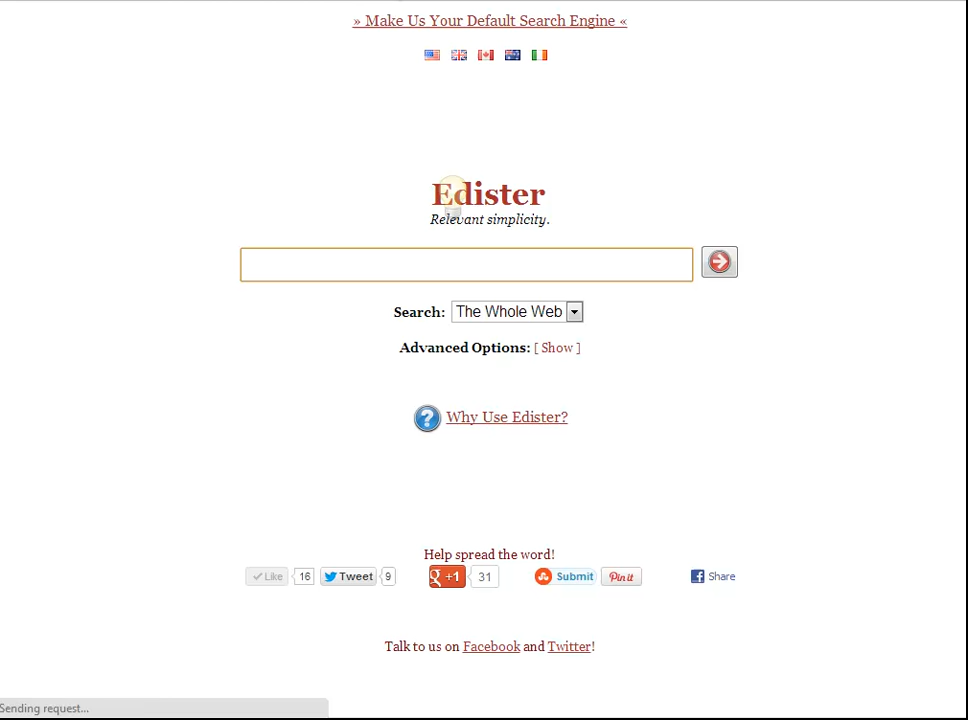 » Make Us Your Default Search Engine «
Edister
Relevant simplicity.
Search: The Whole Web
Advanced Options: [ Show ]
? Why Use Edister?
Help spread the word!
Like 16 Tweet 9 g +1 31 Submit Pin it f Share
Talk to us on Facebook and Twitter!
Sending request...